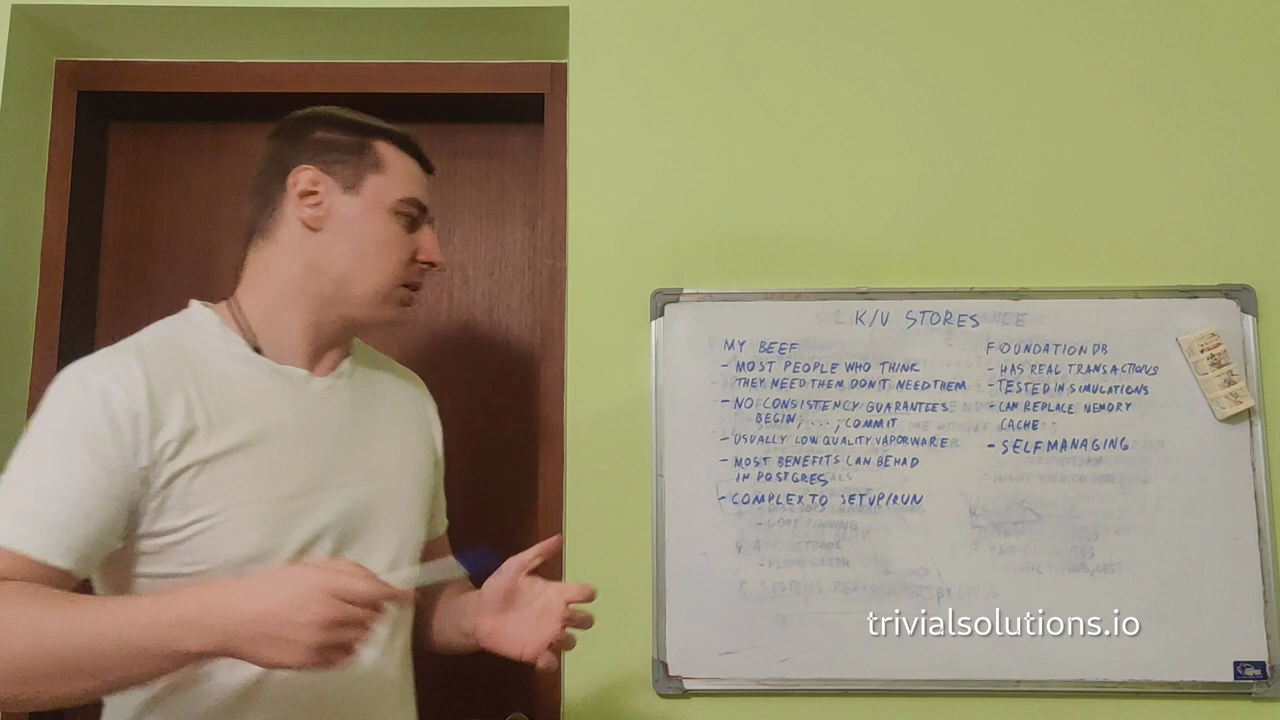 K/V STORES
MY BEEF
- MOST PEOPLE WHO THINK
THEY NEED THEM DON'T NEED THEM
- NO CONSISTENCY GUARANTEES
BEGIN; ... ; COMMIT
- USUALLY LOW QUALITY VAPORWARE
- MOST BENEFITS CAN BE HAD
IN POSTGRES
- COMPLEX TO SETUP/RUN
FOUNDATIONDB
- HAS REAL TRANSACTIONS
- TESTED IN SIMULATIONS
- CAN REPLACE MEMORY
CACHE
- SELF MANAGING
trivialsolutions.io